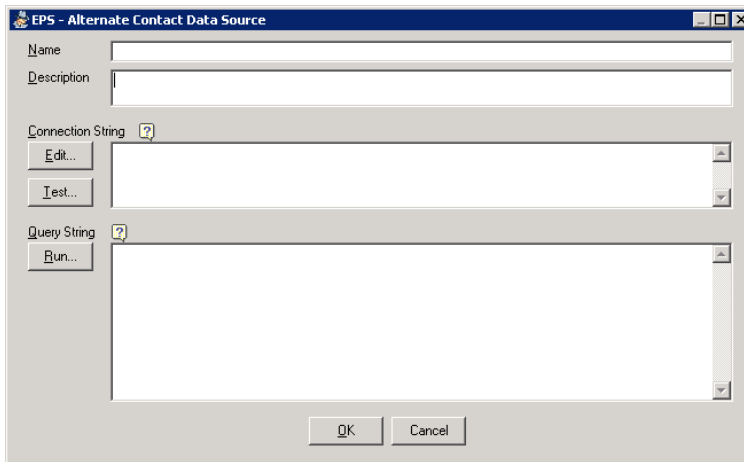 EPS - Alternate Contact Data Source
Name
Description
Connection String ?
Edit...
Test...
Query String ?
Run...
OK Cancel